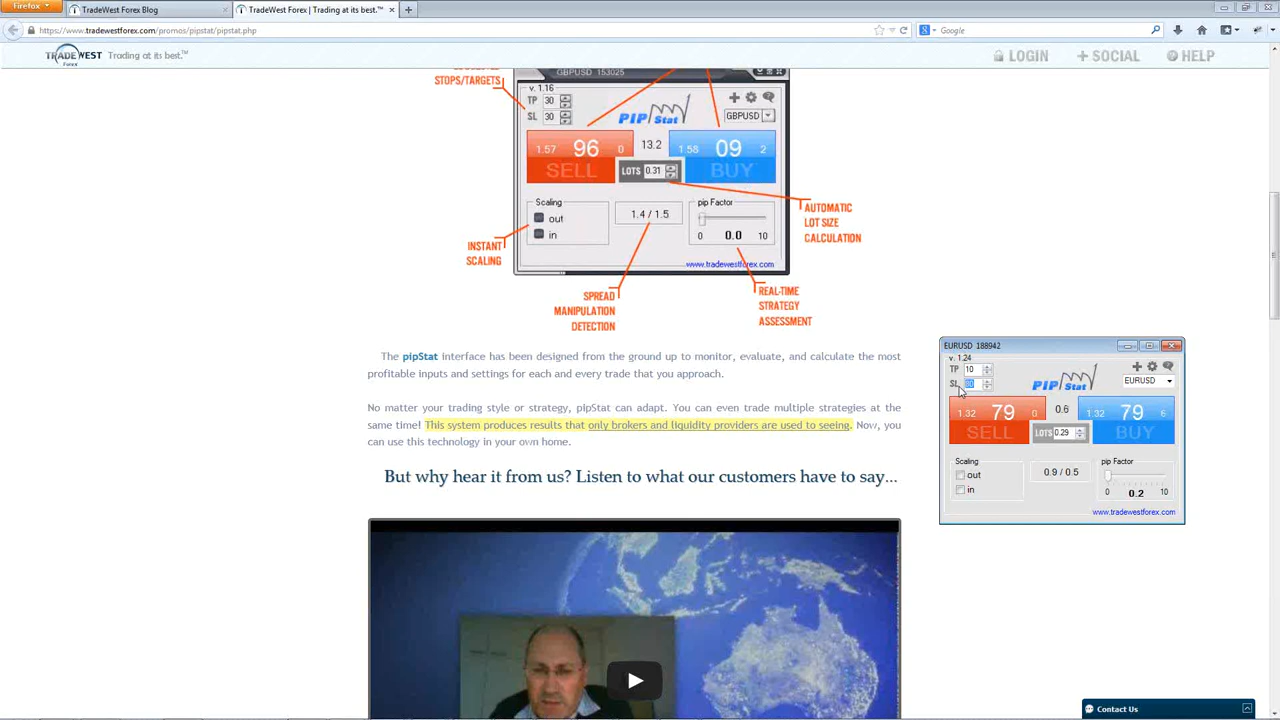 Firefox
TradeWest Forex Blog
TradeWest Forex | Trading at its best.™
https://www.tradewestforex.com/promos/pipstat/pipstat.php
Google
TRADEWEST
Forex
Trading at its best.™
LOGIN
+ SOCIAL
HELP
STOPS/TARGETS
GBPUSD 153025
v. 1.16
TP 30
SL 30
PIP Stat
GBPUSD
1.57 96 0
13.2
1.58 09 2
SELL
LOTS 0.31
BUY
Scaling
out
in
1.4 / 1.5
pip Factor
0 0.0 10
www.tradewestforex.com
AUTOMATIC
LOT SIZE
CALCULATION
INSTANT
SCALING
SPREAD
MANIPULATION
DETECTION
REAL-TIME
STRATEGY
ASSESSMENT
The pipStat interface has been designed from the ground up to monitor, evaluate, and calculate the most
profitable inputs and settings for each and every trade that you approach.
No matter your trading style or strategy, pipStat can adapt. You can even trade multiple strategies at the
same time! This system produces results that only brokers and liquidity providers are used to seeing. Now, you
can use this technology in your own home.
But why hear it from us? Listen to what our customers have to say...
EURUSD 188942
v. 1.24
TP 10
SL
PIP Stat
EURUSD
1.32 79 0
0.6
1.32 79 6
SELL
LOTS 0.29
BUY
Scaling
out
in
0.9 / 0.5
pip Factor
0 0.2 10
www.tradewestforex.com
Contact Us